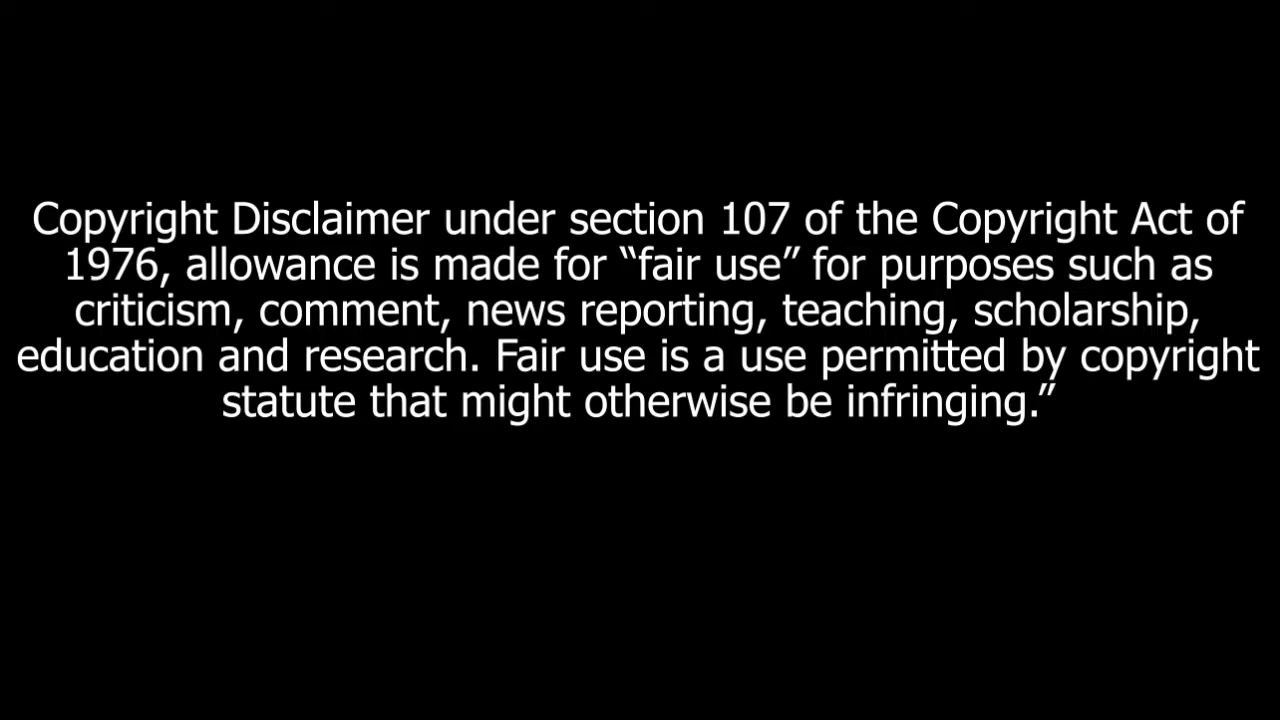 Copyright Disclaimer under section 107 of the Copyright Act of
1976, allowance is made for “fair use” for purposes such as
criticism, comment, news reporting, teaching, scholarship,
education and research. Fair use is a use permitted by copyright
statute that might otherwise be infringing.”